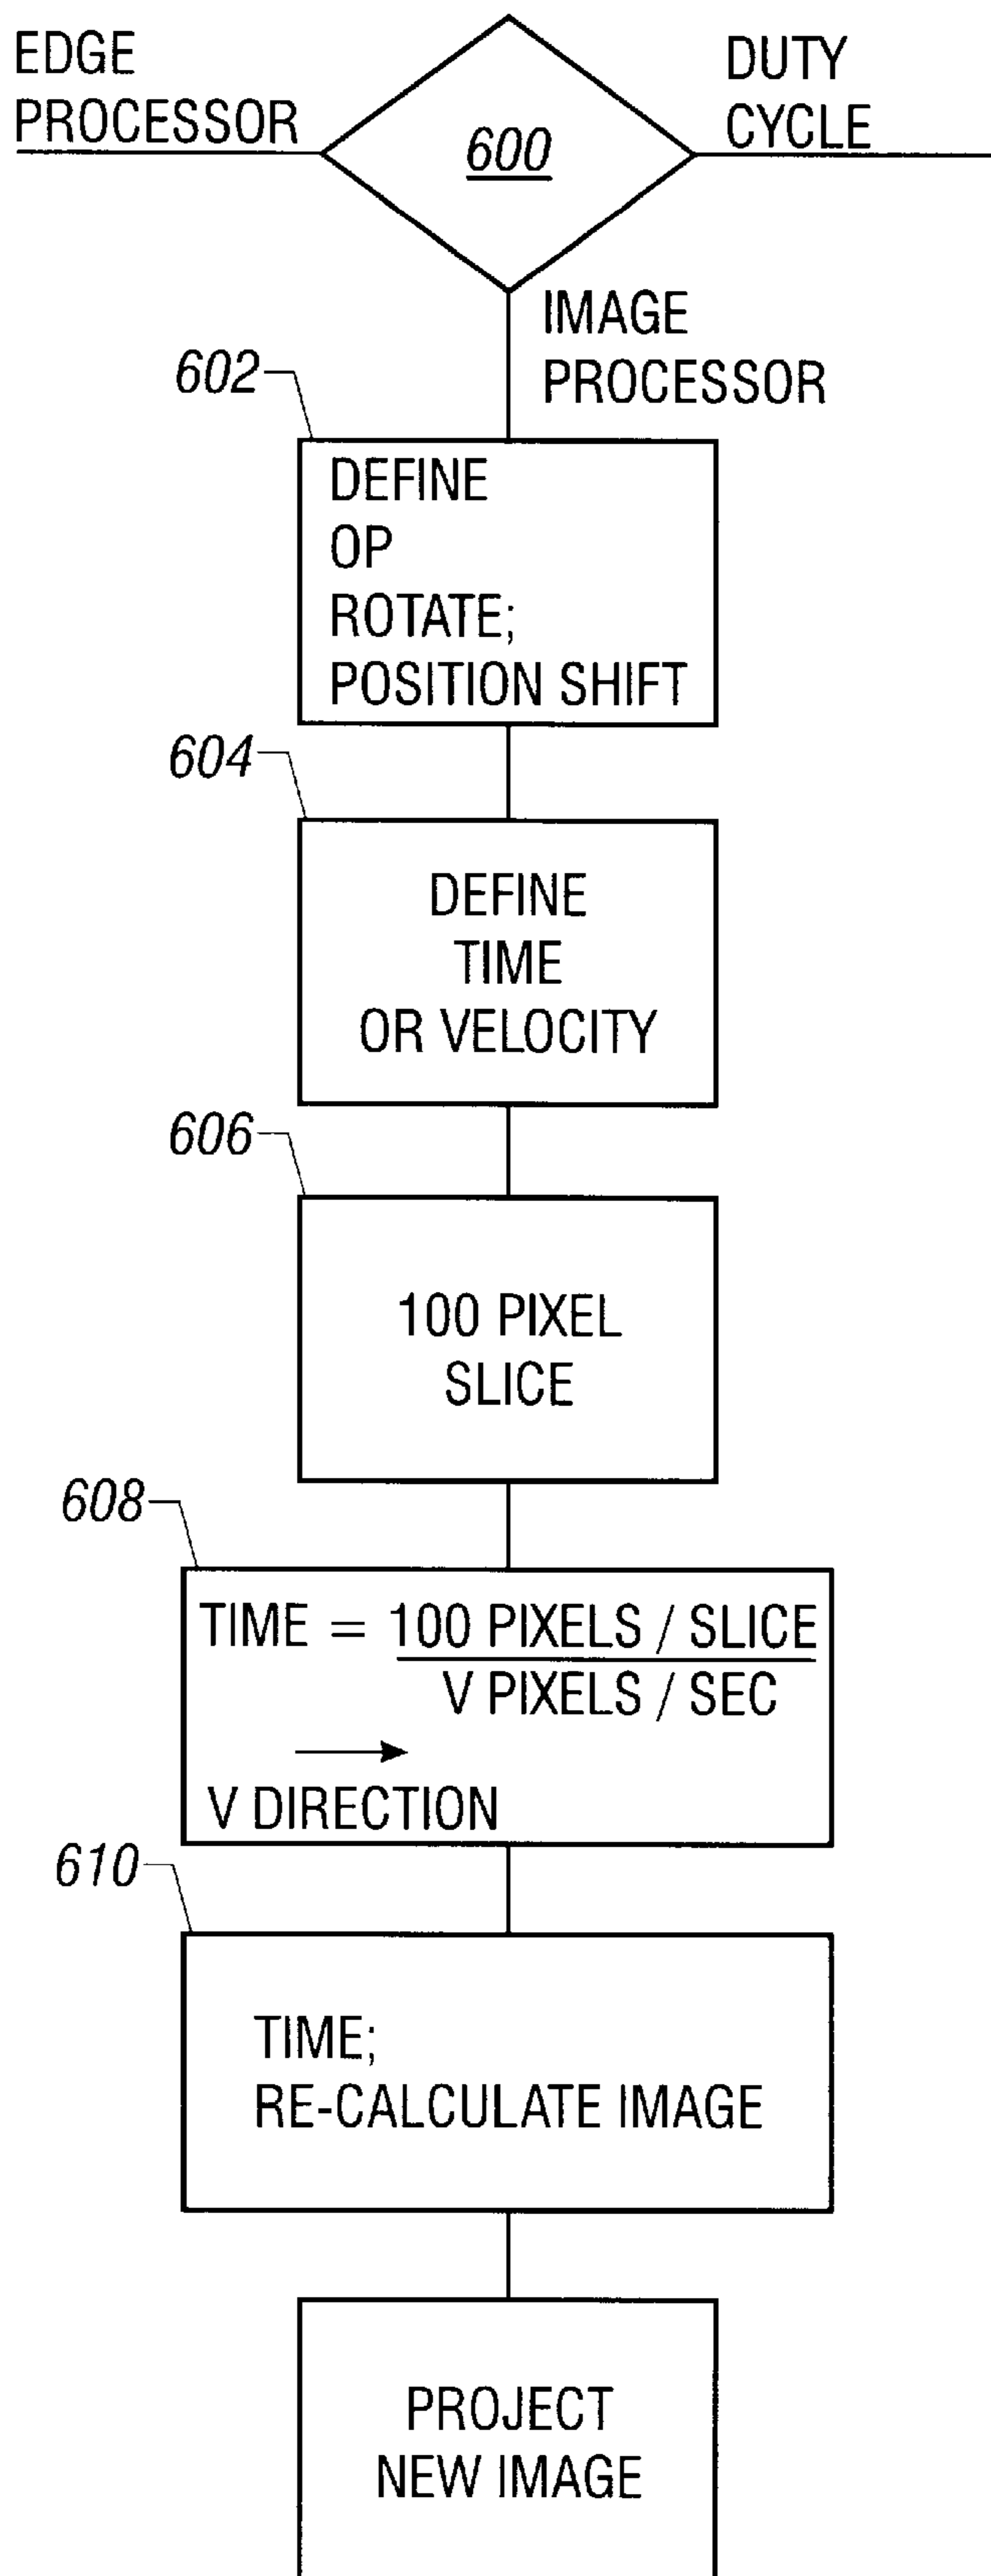 EDGE
PROCESSOR
600
DUTY
CYCLE
IMAGE
PROCESSOR
602
DEFINE
OP
ROTATE;
POSITION SHIFT
604
DEFINE
TIME
OR VELOCITY
606
100 PIXEL
SLICE
608
TIME = 100 PIXELS / SLICE
V PIXELS / SEC
V DIRECTION
610
TIME;
RE-CALCULATE IMAGE
PROJECT
NEW IMAGE